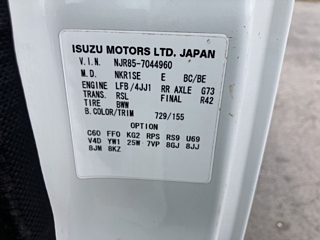 ISUZU MOTORS LTD. JAPAN
V.I.N. NJR85-7044960
M.D. NKR1SE E BC/BE
ENGINE LFB/4JJ1 RR AXLE G73
TRANS. RSL FINAL R42
TIRE BWW
B.COLOR/TRIM 729/155
OPTION
C60 FF0 KG2 RPS RS9 U69
V4D YW1 25W 7VP 8GJ 8JJ
8JM 8KZ